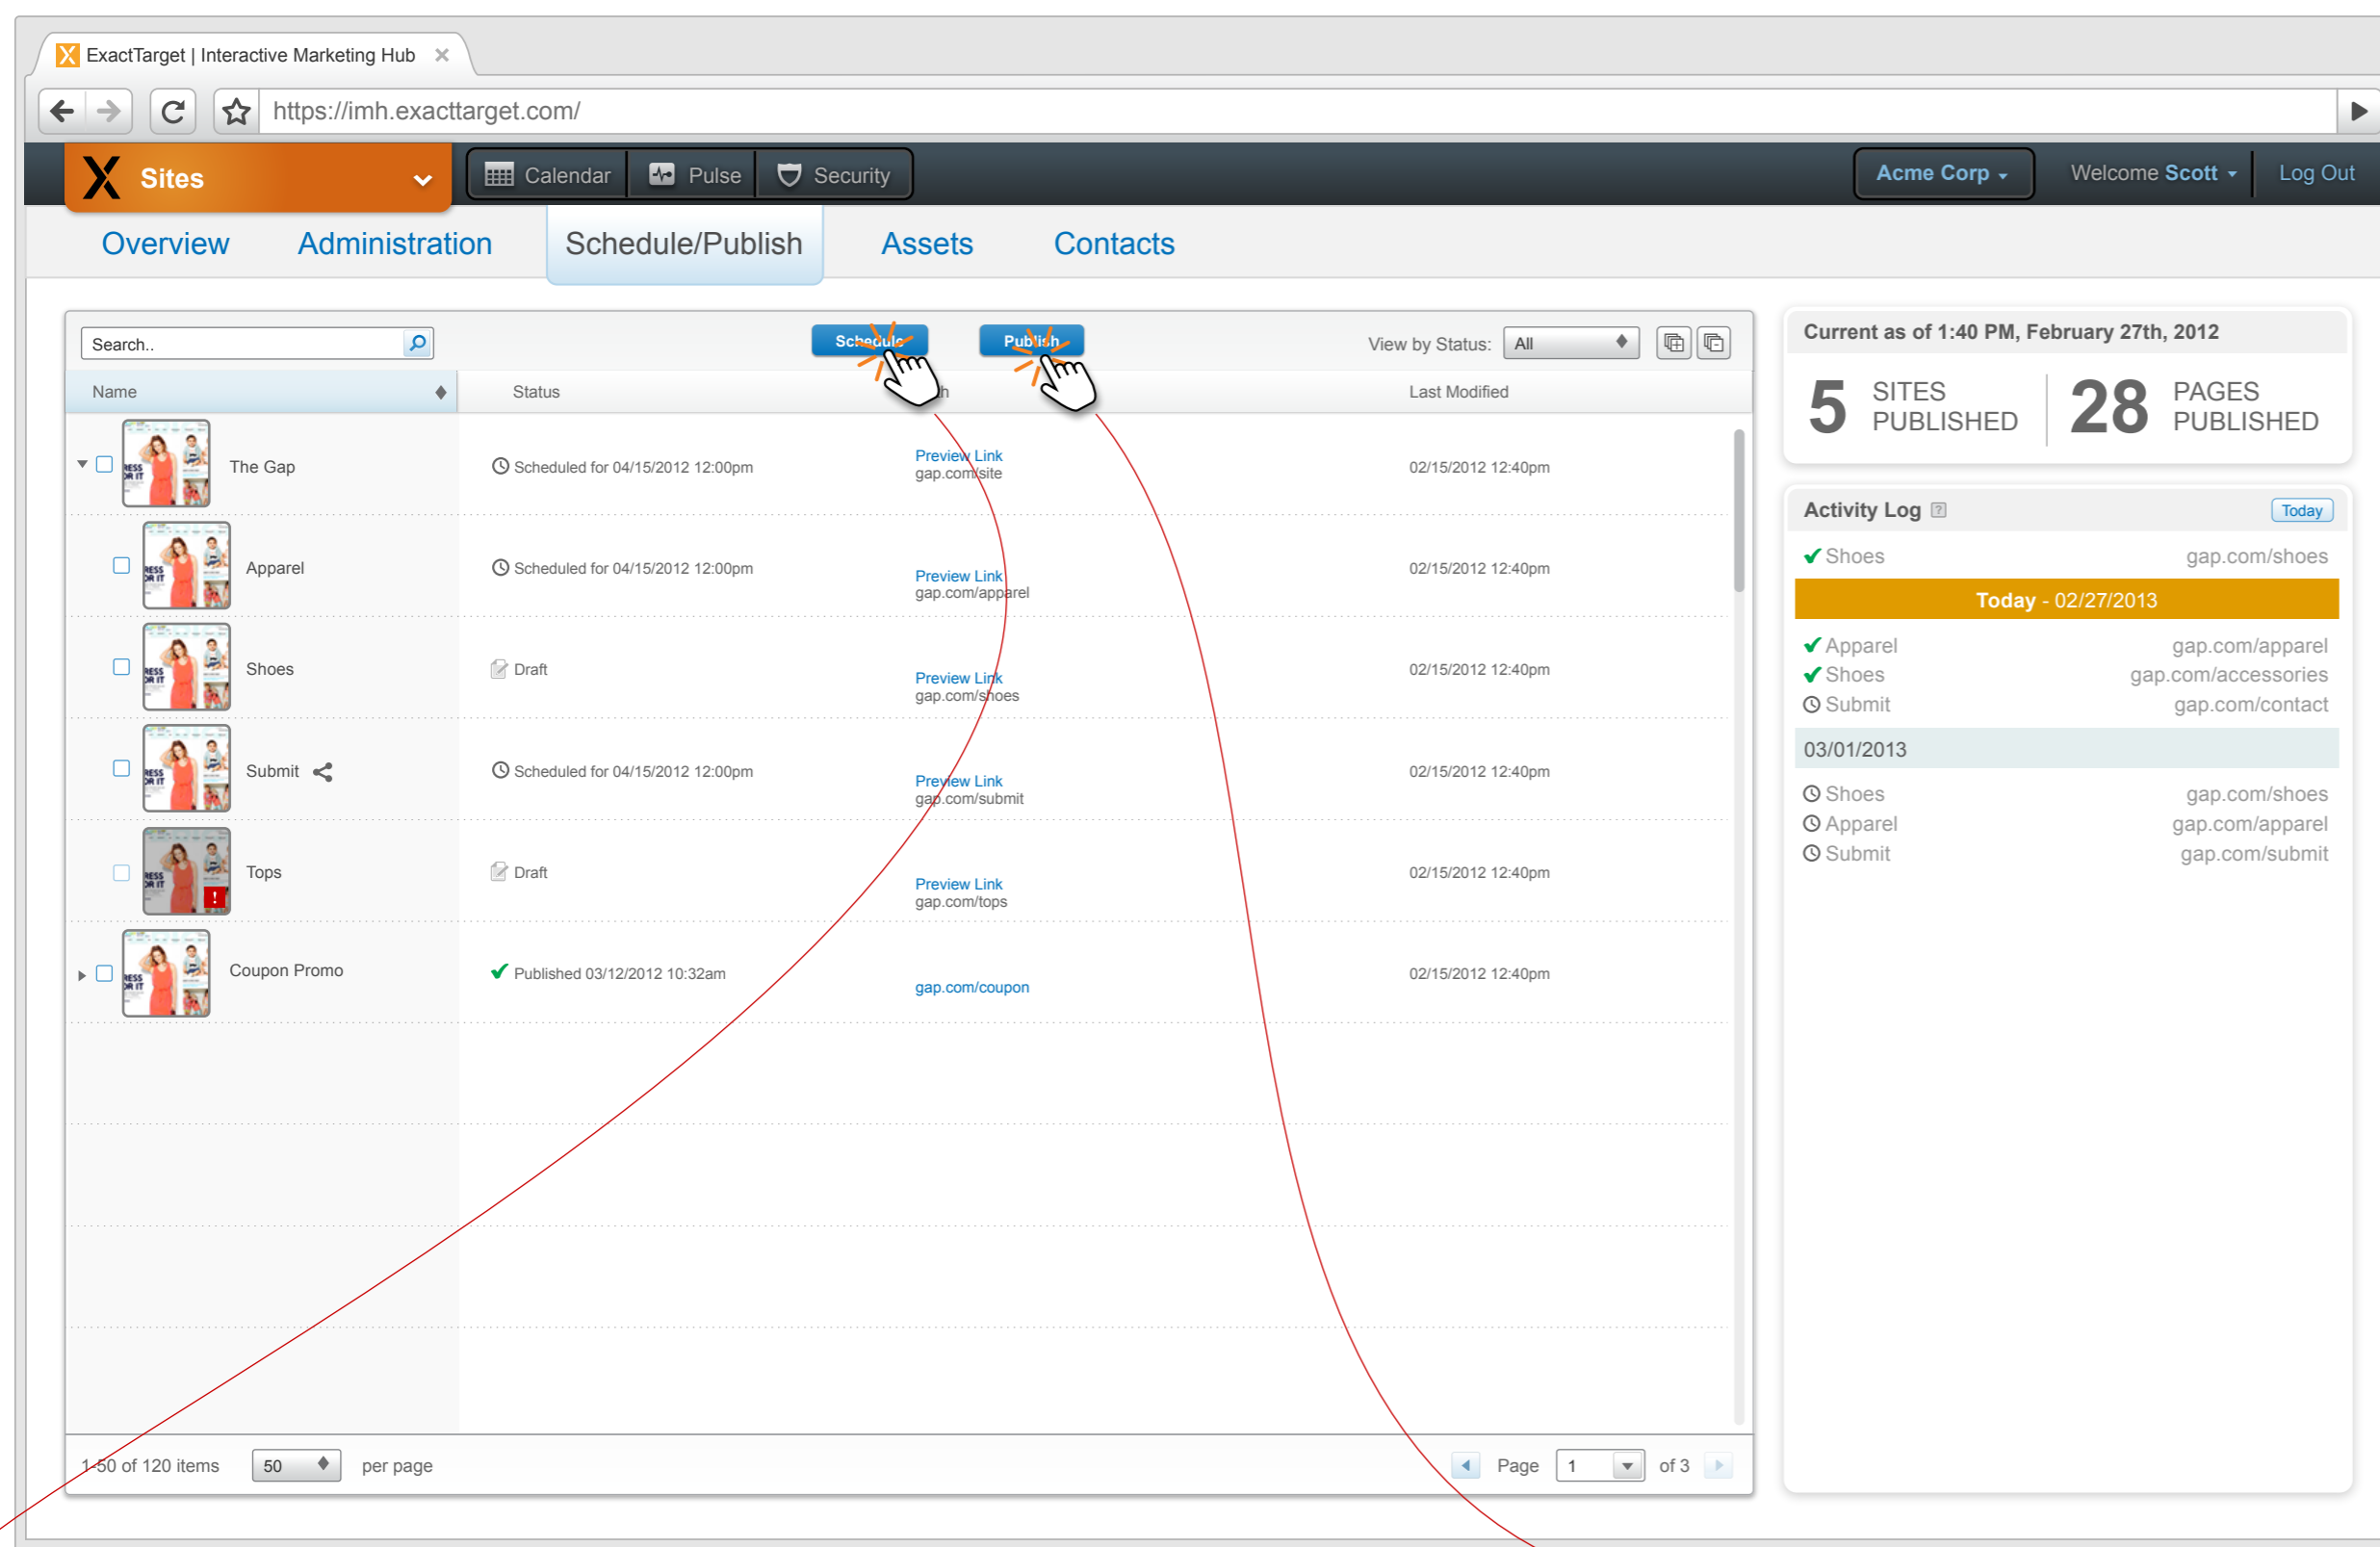 ExactTarget | Interactive Marketing Hub
https://imh.exacttarget.com/
X Sites
Calendar
Pulse
Security
Acme Corp
Welcome Scott
Log Out
Overview
Administration
Schedule/Publish
Assets
Contacts
Search..
Schedule
Publish
View by Status: All
Name
Status
Last Modified
The Gap
Scheduled for 04/15/2012 12:00pm
Preview Link
gap.com/site
02/15/2012 12:40pm
Apparel
Scheduled for 04/15/2012 12:00pm
Preview Link
gap.com/apparel
02/15/2012 12:40pm
Shoes
Draft
Preview Link
gap.com/shoes
02/15/2012 12:40pm
Submit
Scheduled for 04/15/2012 12:00pm
Preview Link
gap.com/submit
02/15/2012 12:40pm
Tops
Draft
Preview Link
gap.com/tops
02/15/2012 12:40pm
Coupon Promo
Published 03/12/2012 10:32am
gap.com/coupon
02/15/2012 12:40pm
1-50 of 120 items
50
per page
Page 1 of 3
Current as of 1:40 PM, February 27th, 2012
5 SITES PUBLISHED
28 PAGES PUBLISHED
Activity Log ?
Today
Shoes gap.com/shoes
Today - 02/27/2013
Apparel gap.com/apparel
Shoes gap.com/accessories
Submit gap.com/contact
03/01/2013
Shoes gap.com/shoes
Apparel gap.com/apparel
Submit gap.com/submit